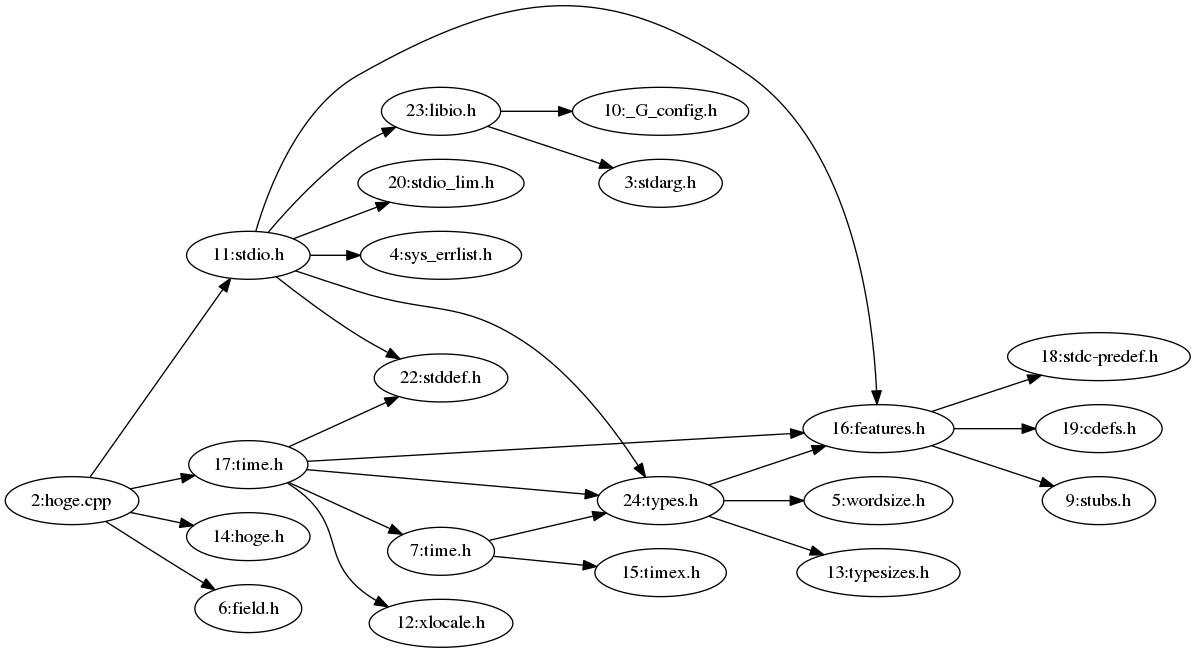 23:libio.h
10:_G_config.h
20:stdio_lim.h
3:stdarg.h
11:stdio.h
4:sys_errlist.h
22:stddef.h
18:stdc-predef.h
16:features.h
19:cdefs.h
17:time.h
2:hoge.cpp
24:types.h
5:wordsize.h
9:stubs.h
14:hoge.h
7:time.h
15:timex.h
13:typesizes.h
6:field.h
12:xlocale.h